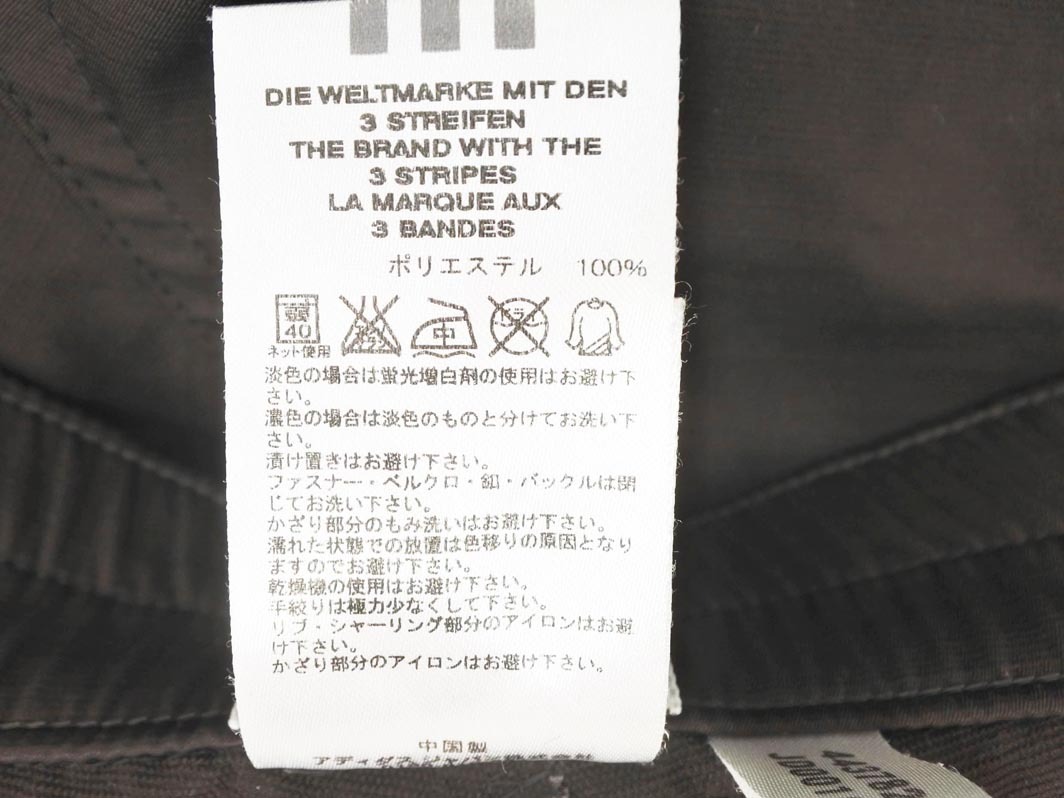 DIE WELTMARKE MIT DEN
3 STREIFEN
THE BRAND WITH THE
3 STRIPES
LA MARQUE AUX
3 BANDES
ポリエステル 100%
弱
40
中
ドライ
ネット使用
淡色の場合は蛍光増白剤の使用はお避け下
さい。
濃色の場合は淡色のものと分けてお洗い下
さい。
漬け置きはお避け下さい。
ファスナー・ベルクロ・釦・バックルは閉
じてお洗い下さい。
かざり部分のもみ洗いはお避け下さい。
濡れた状態での放置は色移りの原因となり
ますのでお避け下さい。
乾燥機の使用はお避け下さい。
手絞りは極力少なくして下さい。
リブ・シャーリング部分のアイロンはお避
け下さい。
かざり部分のアイロンはお避け下さい。
中国製
JD001